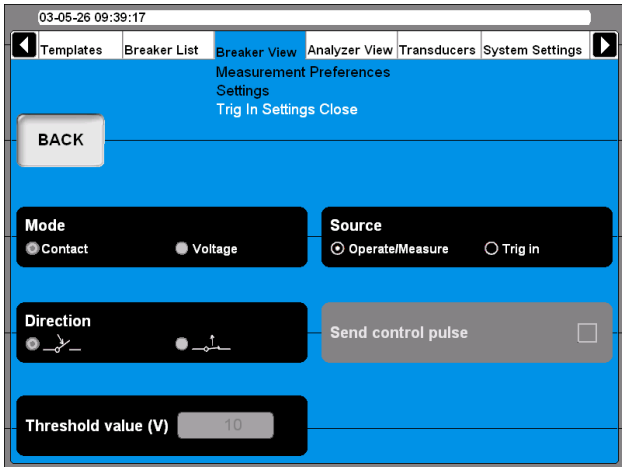 03-05-26 09:39:17
Templates Breaker List Breaker View Analyzer View Transducers System Settings
Measurement Preferences
Settings
Trig In Settings Close
BACK
Mode
Contact Voltage
Source
Operate/Measure Trig in
Direction
Send control pulse
Threshold value (V) 10